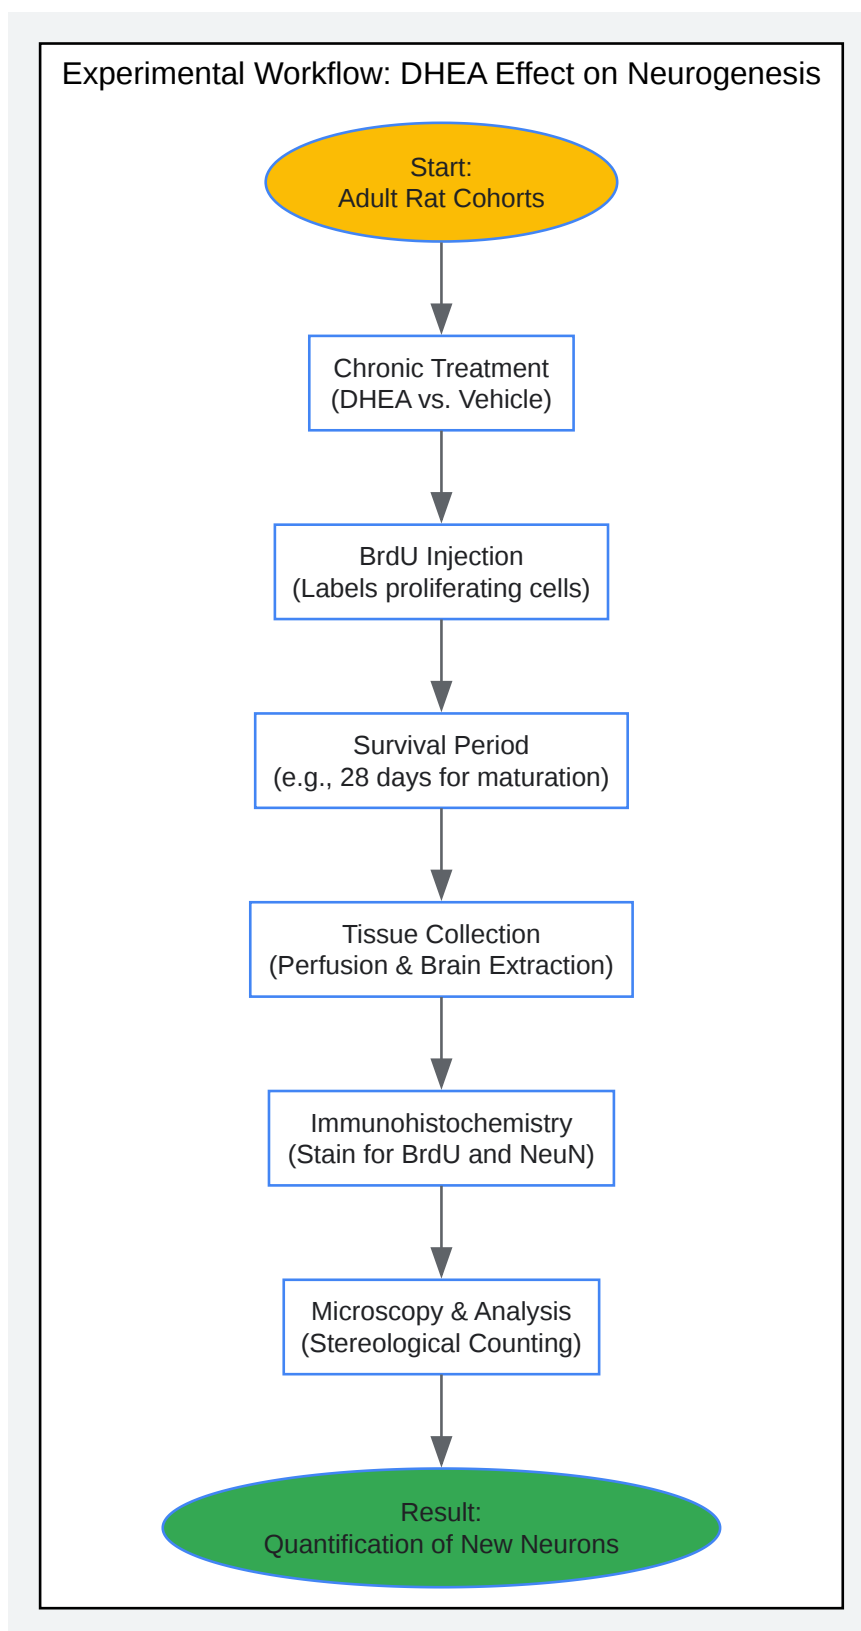 Experimental Workflow: DHEA Effect on Neurogenesis
Start:
Adult Rat Cohorts
Chronic Treatment
(DHEA vs. Vehicle)
BrdU Injection
(Labels proliferating cells)
Survival Period
(e.g., 28 days for maturation)
Tissue Collection
(Perfusion & Brain Extraction)
Immunohistochemistry
(Stain for BrdU and NeuN)
Microscopy & Analysis
(Stereological Counting)
Result:
Quantification of New Neurons